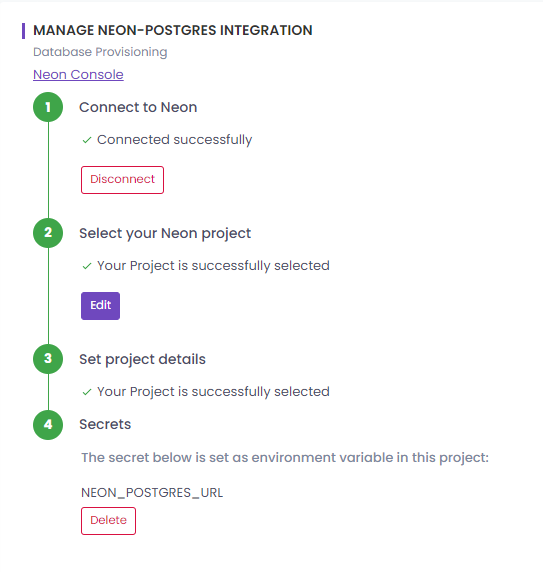 MANAGE NEON-POSTGRES INTEGRATION
Database Provisioning
Neon Console
1 Connect to Neon
✓ Connected successfully
Disconnect
2 Select your Neon project
✓ Your Project is successfully selected
Edit
3 Set project details
✓ Your Project is successfully selected
4 Secrets
The secret below is set as environment variable in this project:
NEON_POSTGRES_URL
Delete